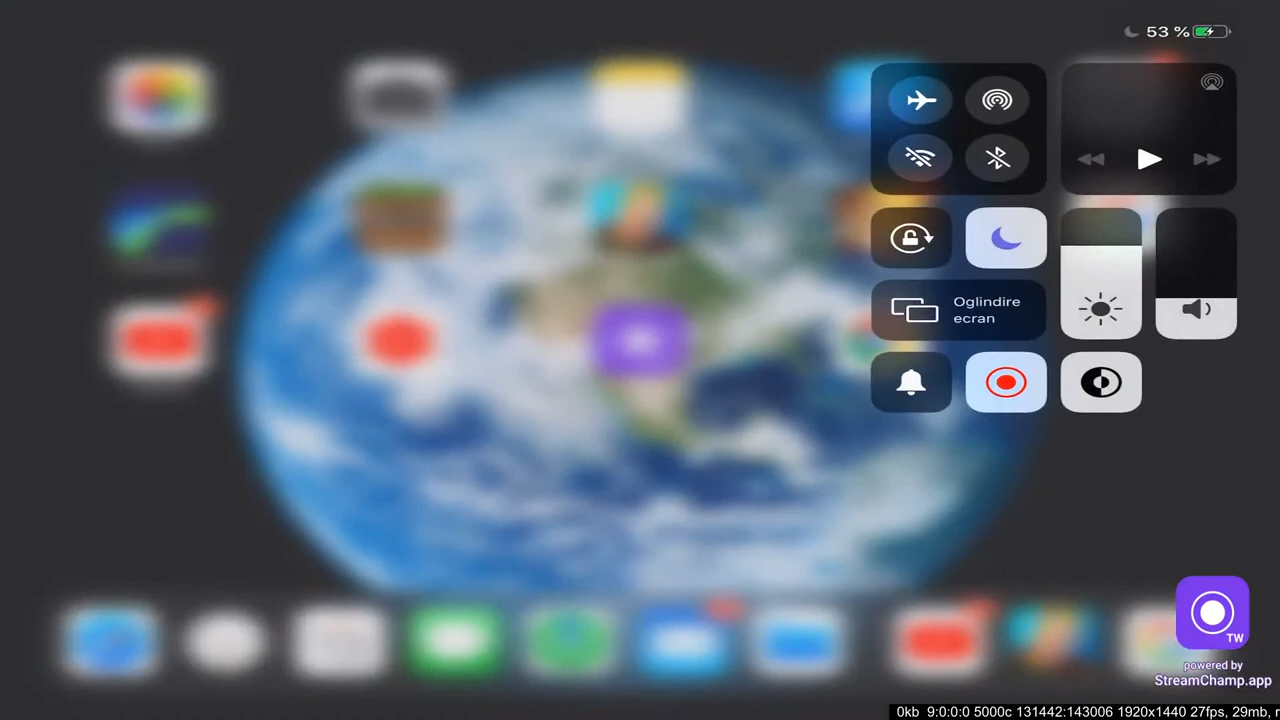 53 %
Oglindire
ecran
TW
powered by
StreamChamp.app
0kb 9:0:0:0 5000c 131442:143006 1920x1440 27fps, 29mb, r